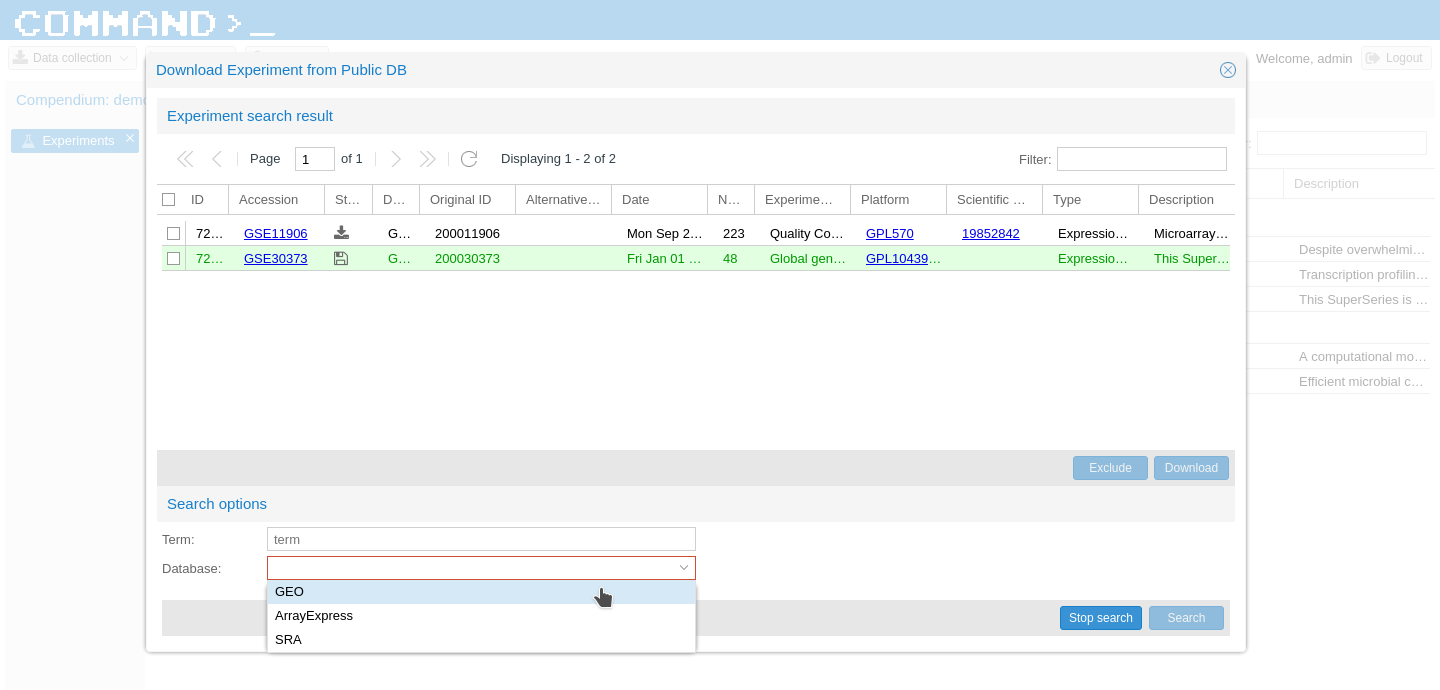 COMMAND>_
Data collection
Welcome, admin
Logout
Download Experiment from Public DB
Compendium: demo
Experiment search result
Experiments
Page 1 of 1
Displaying 1 - 2 of 2
Filter:
ID Accession St... D... Original ID Alternative... Date N... Experime... Platform Scientific ... Type Description
Description
72... GSE11906 G... 200011906 Mon Sep 2... 223 Quality Co... GPL570 19852842 Expressio... Microarray...
72... GSE30373 G... 200030373 Fri Jan 01 ... 48 Global gen... GPL10439... Expressio... This Super...
Despite overwhelmi...
Transcription profilin...
This SuperSeries is ...
A computational mo...
Efficient microbial c...
Exclude Download
Search options
Term: term
Database:
GEO
ArrayExpress
SRA
Stop search Search